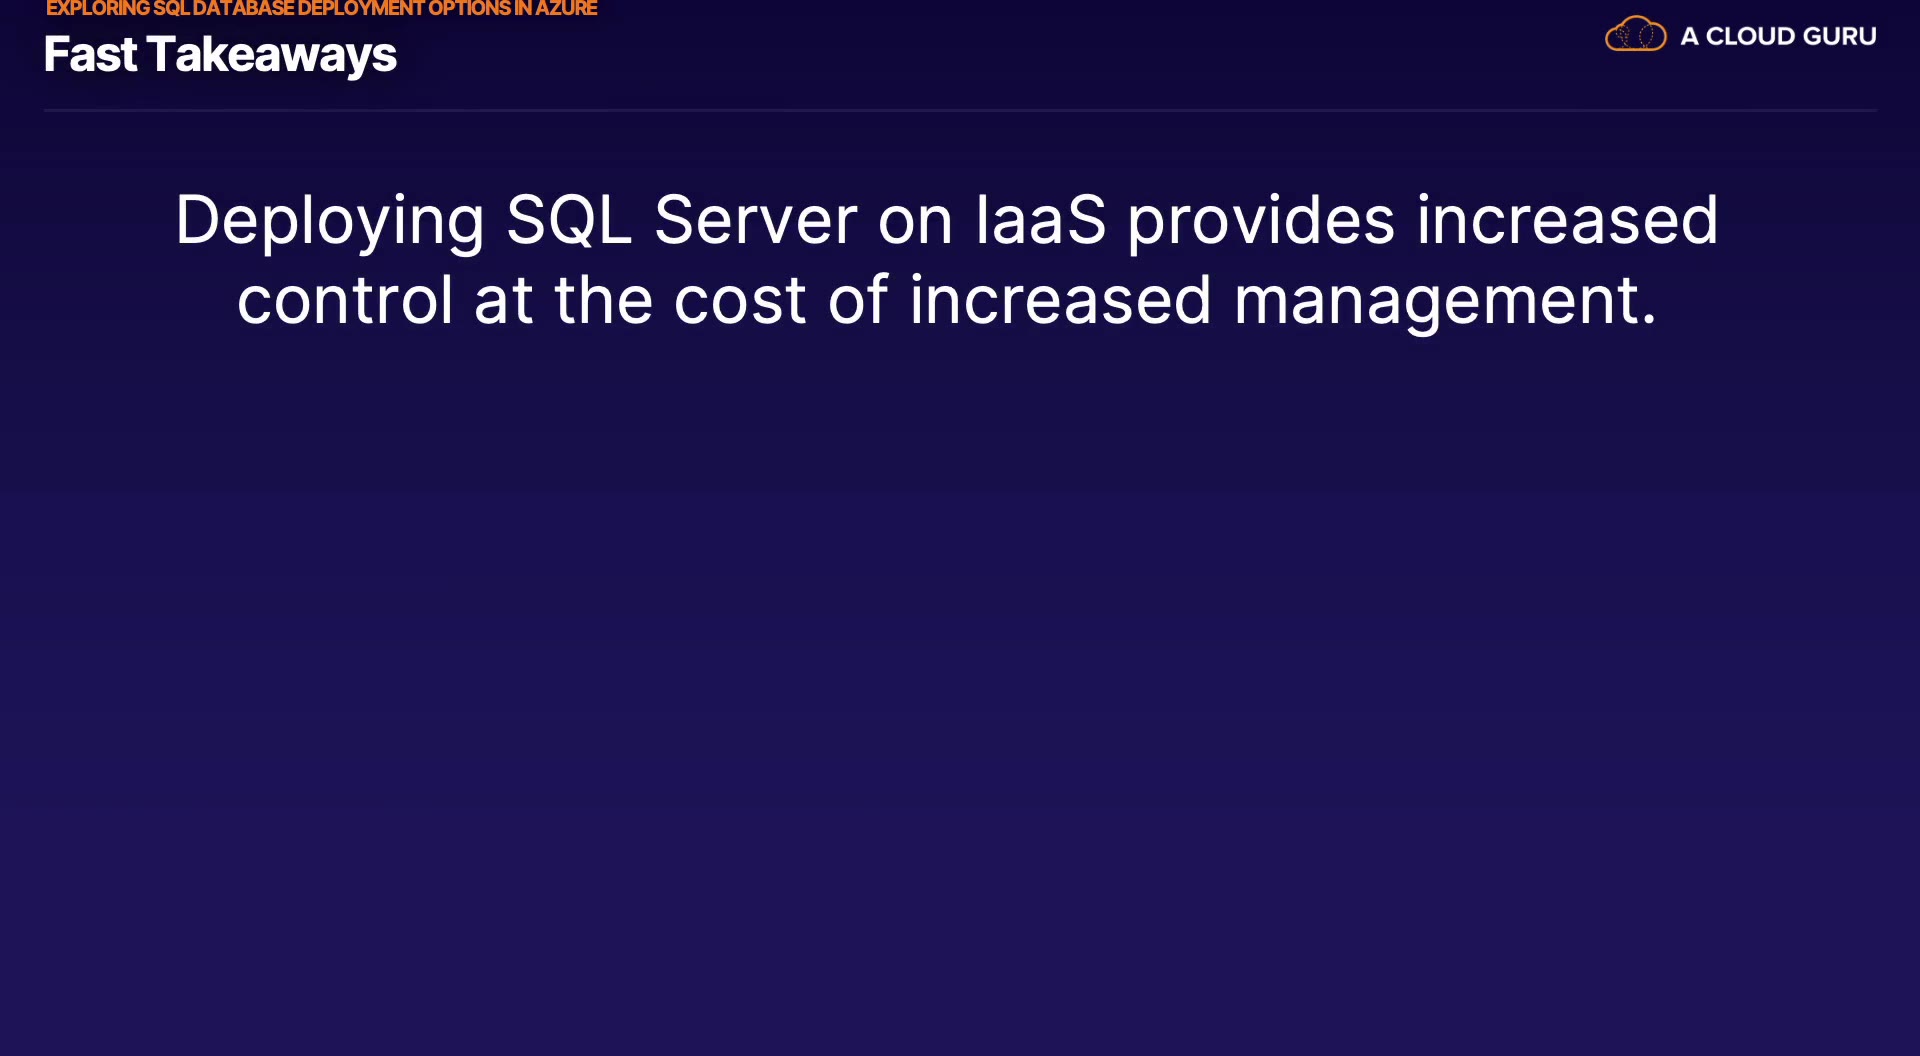 EXPLORING SQL DATABASE DEPLOYMENT OPTIONS IN AZURE
Fast Takeaways
A CLOUD GURU
Deploying SQL Server on IaaS provides increased
control at the cost of increased management.